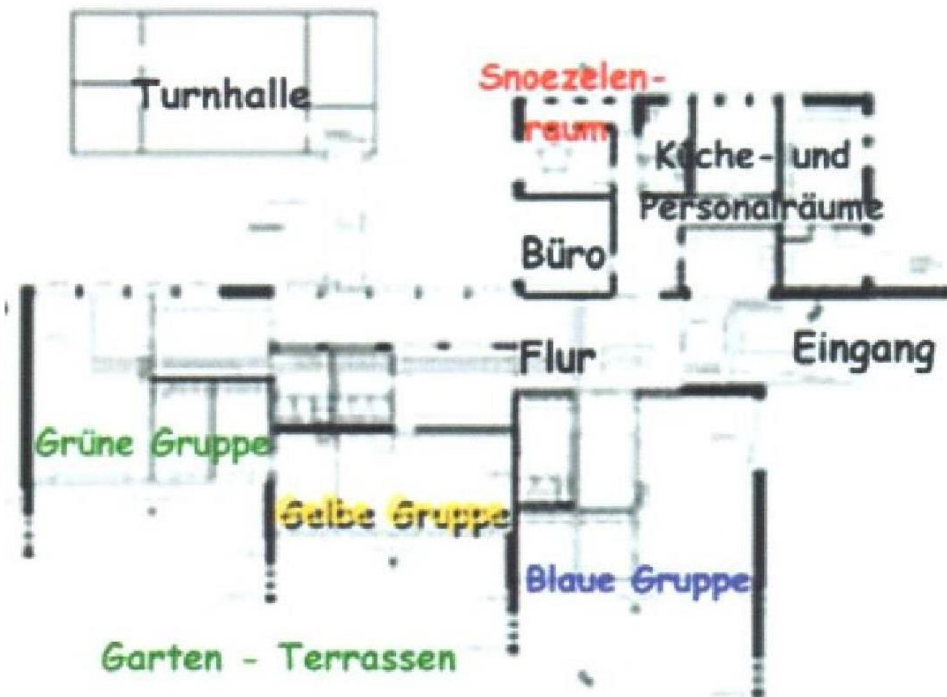 Turnhalle
Snoezelen-
raum
Küche- und
Personalräume
Büro
Flur
Eingang
Grüne Gruppe
Gelbe Gruppe
Blaue Gruppe
Garten - Terrassen